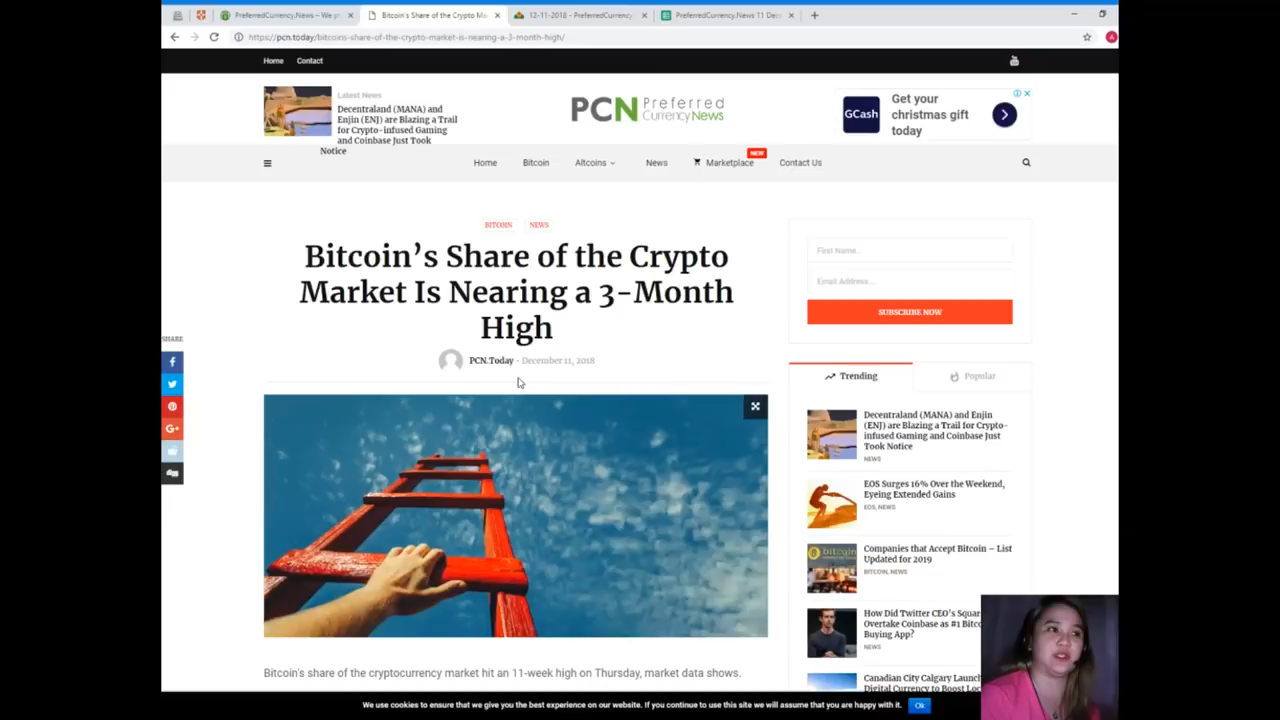 PreferredCurrency.News – We pr
Bitcoin's Share of the Crypto Ma
12-11-2018 - PreferredCurrency
PreferredCurrency.News 11 Dec
https://pcn.today/bitcoins-share-of-the-crypto-market-is-nearing-a-3-month-high/
Home Contact
Latest News
Decentraland (MANA) and
Enjin (ENJ) are Blazing a Trail
for Crypto-infused Gaming
and Coinbase Just Took
Notice
PCN Preferred
Currency News
GCash
Get your
christmas gift
today
Home Bitcoin Altcoins News Marketplace NEW Contact Us
BITCOIN NEWS
Bitcoin’s Share of the Crypto
Market Is Nearing a 3-Month
High
PCN.Today - December 11, 2018
SHARE
Bitcoin's share of the cryptocurrency market hit an 11-week high on Thursday, market data shows.
First Name...
Email Address...
SUBSCRIBE NOW
Trending Popular
Decentraland (MANA) and Enjin
(ENJ) are Blazing a Trail for Crypto-
infused Gaming and Coinbase Just
Took Notice
NEWS
EOS Surges 16% Over the Weekend,
Eyeing Extended Gains
EOS, NEWS
bitcoin
Companies that Accept Bitcoin – List
Updated for 2019
BITCOIN, NEWS
How Did Twitter CEO's Squar
Overtake Coinbase as #1 Bitco
Buying App?
NEWS
Canadian City Calgary Launc
Digital Currency to Boost Loc
We use cookies to ensure that we give you the best experience on our website. If you continue to use this site we will assume that you are happy with it.
Ok